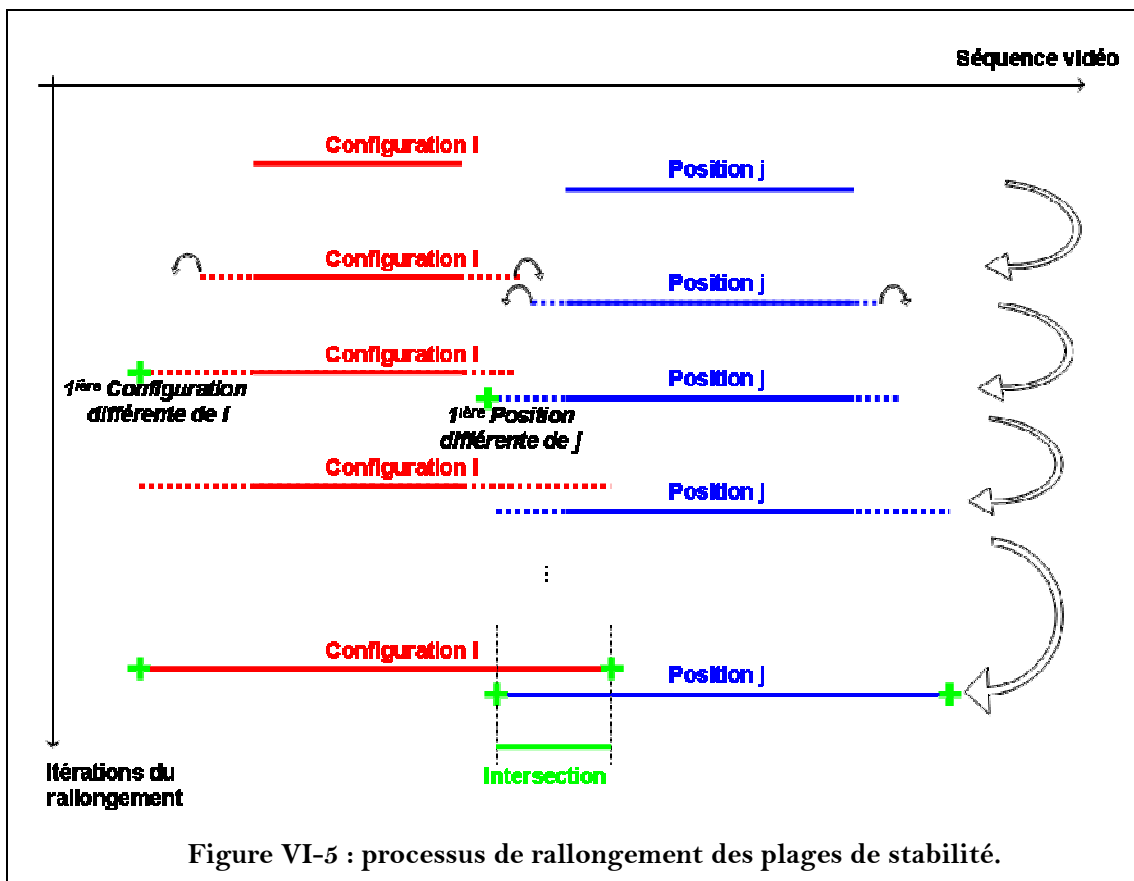 Séquence vidéo
Configuration i
Position j
Configuration i
Position j
Configuration i
1ière Configuration
différente de i
Position j
1ière Position
différente de j
Configuration i
Position j
...
Configuration i
Position j
Intersection
Itérations du
rallongement
Figure VI-5 : processus de rallongement des plages de stabilité.